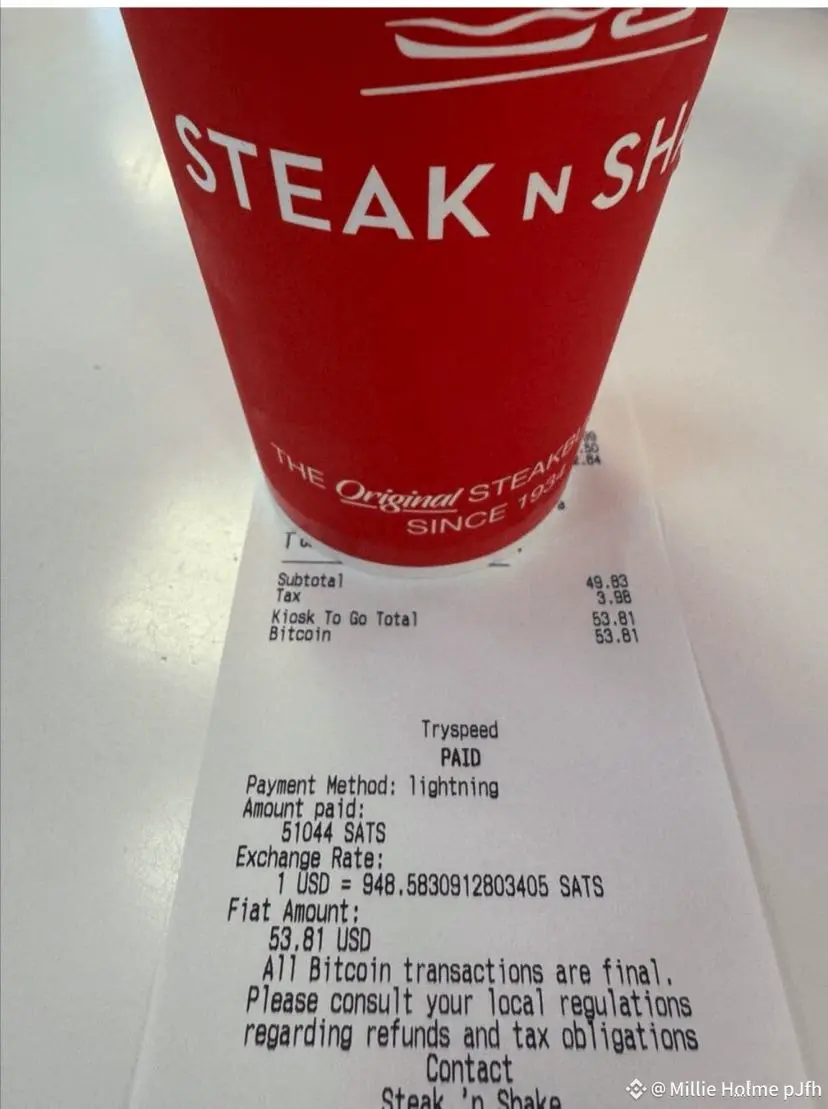 STEAK N
THE Original
SINCE
.50
2.84
Subtotal 49.83
Tax 3.98
Kiosk To Go Total 53.81
Bitcoin 53.81
Tryspeed
PAID
Payment Method: lightning
Amount paid:
51044 SATS
Exchange Rate:
1 USD = 948.5830912803405 SATS
Fiat Amount:
53.81 USD
All Bitcoin transactions are final.
Please consult your local regulations
regarding refunds and tax obligations
Contact
Steak 'n Shake
@Millie Holme pJfh